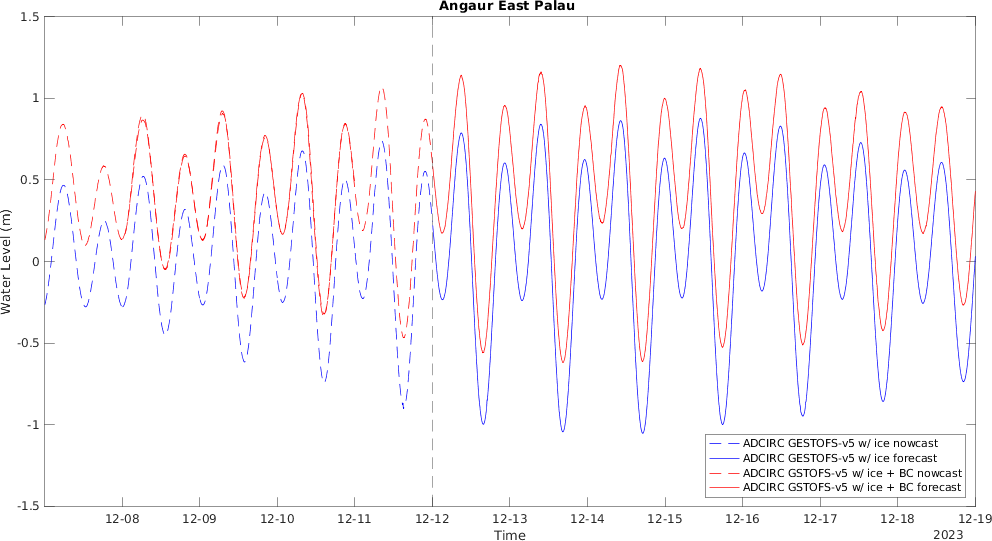 Angaur East Palau
1.5
1
0.5
0
-0.5
-1
-1.5
Water Level (m)
12-08
12-09
12-10
12-11
12-12
12-13
12-14
12-15
12-16
12-17
12-18
12-19
Time
2023
ADCIRC GESTOFS-v5 w/ ice nowcast
ADCIRC GESTOFS-v5 w/ ice forecast
ADCIRC GSTOFS-v5 w/ ice + BC nowcast
ADCIRC GSTOFS-v5 w/ ice + BC forecast